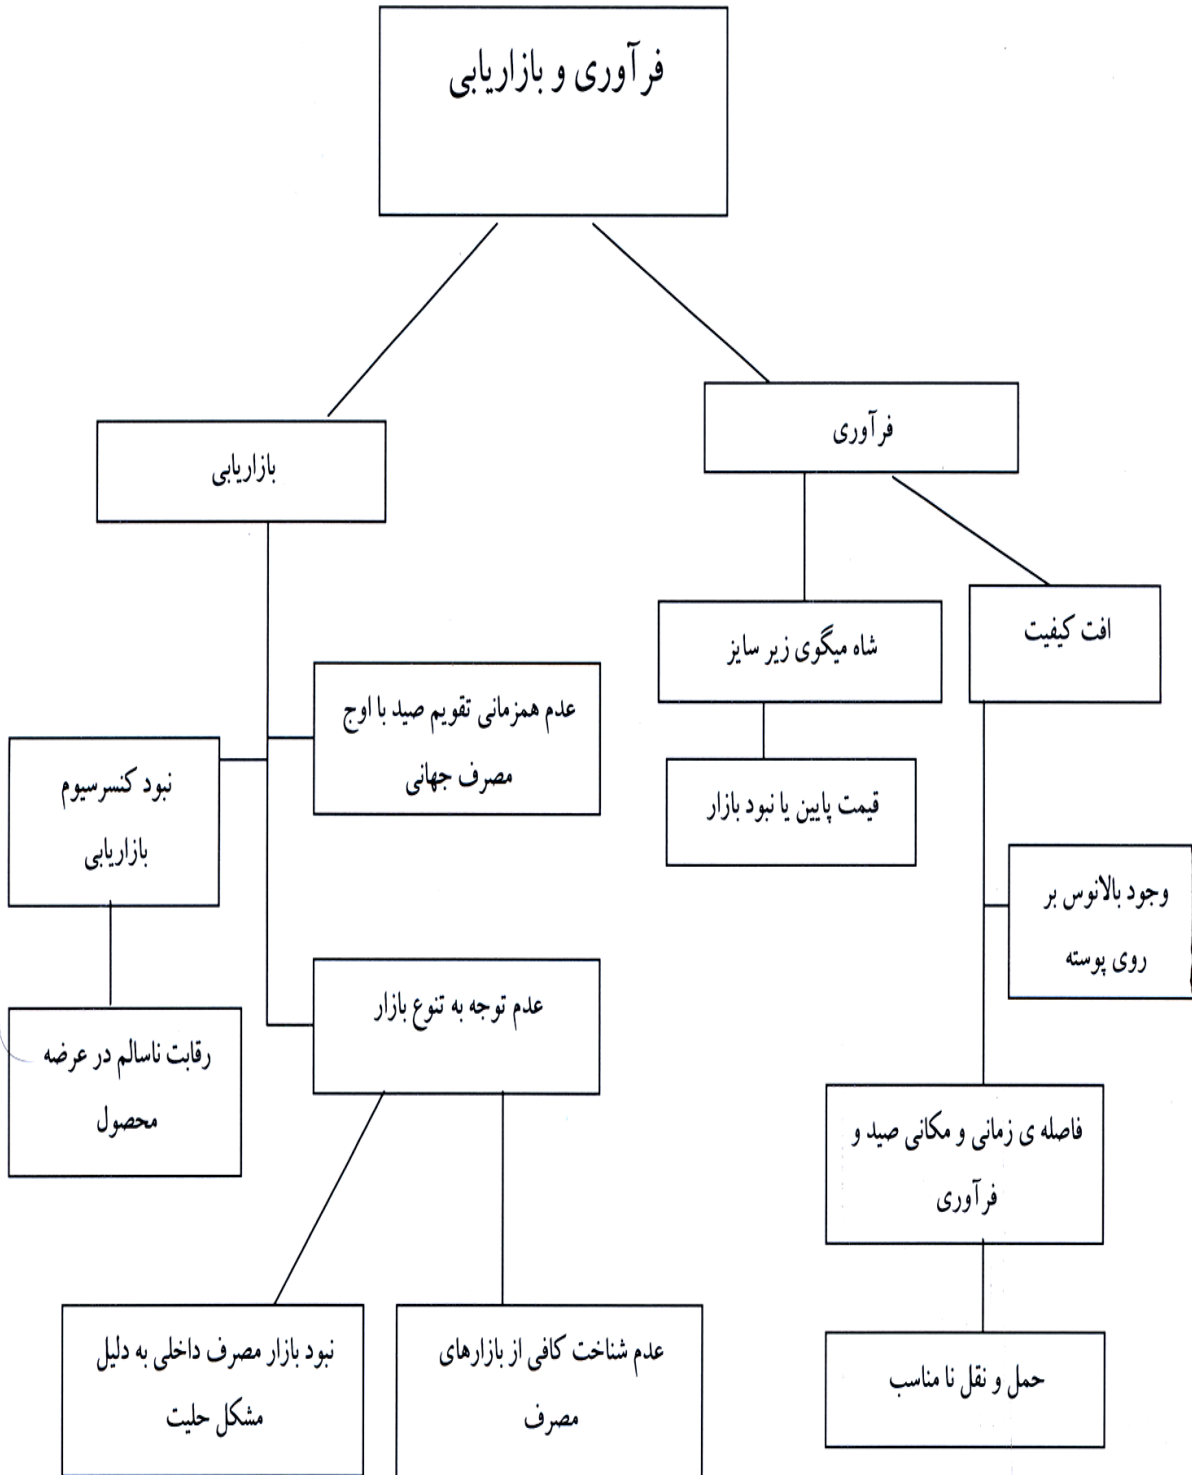 فرآوری و بازاریابی
فرآوری
بازاریابی
افت کیفیت
شاه میگوی زیر سایز
عدم همزمانی تقویم صید با اوج
مصرف جهانی
نبود کنسرسیوم
بازاریابی
قیمت پایین یا نبود بازار
وجود بالانوس بر
روی پوسته
عدم توجه به تنوع بازار
رقابت ناسالم در عرضه
محصول
فاصله ی زمانی و مکانی صید و
فرآوری
حمل و نقل نا مناسب
عدم شناخت کافی از بازارهای
مصرف
نبود بازار مصرف داخلی به دلیل
مشکل حلیت